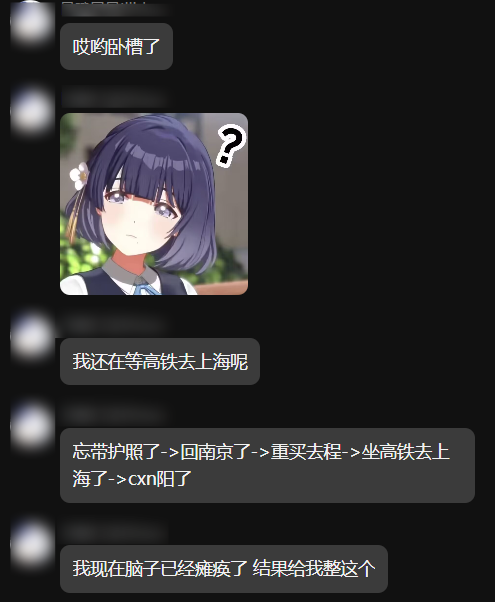 哎哟卧槽了
?
我还在等高铁去上海呢
忘带护照了->回南京了->重买去程->坐高铁去上
海了->cxn阳了
我现在脑子已经瘫痪了 结果给我整这个